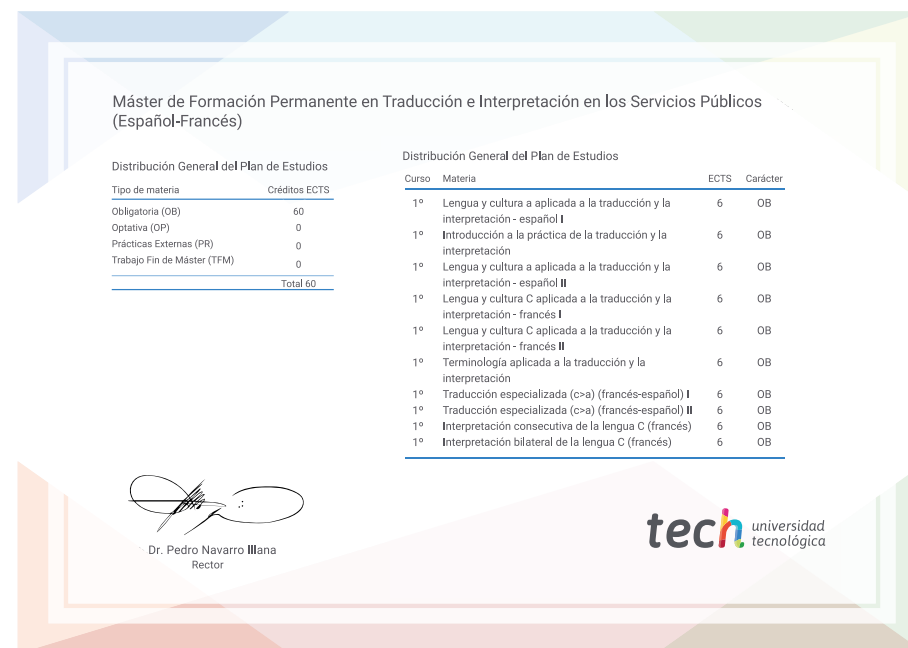 Máster de Formación Permanente en Traducción e Interpretación en los Servicios Públicos
(Español-Francés)
Distribución General del Plan de Estudios
Tipo de materia Créditos ECTS
Obligatoria (OB) 60
Optativa (OP) 0
Prácticas Externas (PR) 0
Trabajo Fin de Máster (TFM) 0
Total 60
Distribución General del Plan de Estudios
Curso Materia ECTS Carácter
1º Lengua y cultura a aplicada a la traducción y la 6 OB
interpretación - español I
1º Introducción a la práctica de la traducción y la 6 OB
interpretación
1º Lengua y cultura a aplicada a la traducción y la 6 OB
interpretación - español II
1º Lengua y cultura C aplicada a la traducción y la 6 OB
interpretación - francés I
1º Lengua y cultura C aplicada a la traducción y la 6 OB
interpretación - francés II
1º Terminología aplicada a la traducción y la 6 OB
interpretación
1º Traducción especializada (c>a) (francés-español) I 6 OB
1º Traducción especializada (c>a) (francés-español) II 6 OB
1º Interpretación consecutiva de la lengua C (francés) 6 OB
1º Interpretación bilateral de la lengua C (francés) 6 OB
Dr. Pedro Navarro Illana
Rector
tech universidad
tecnológica